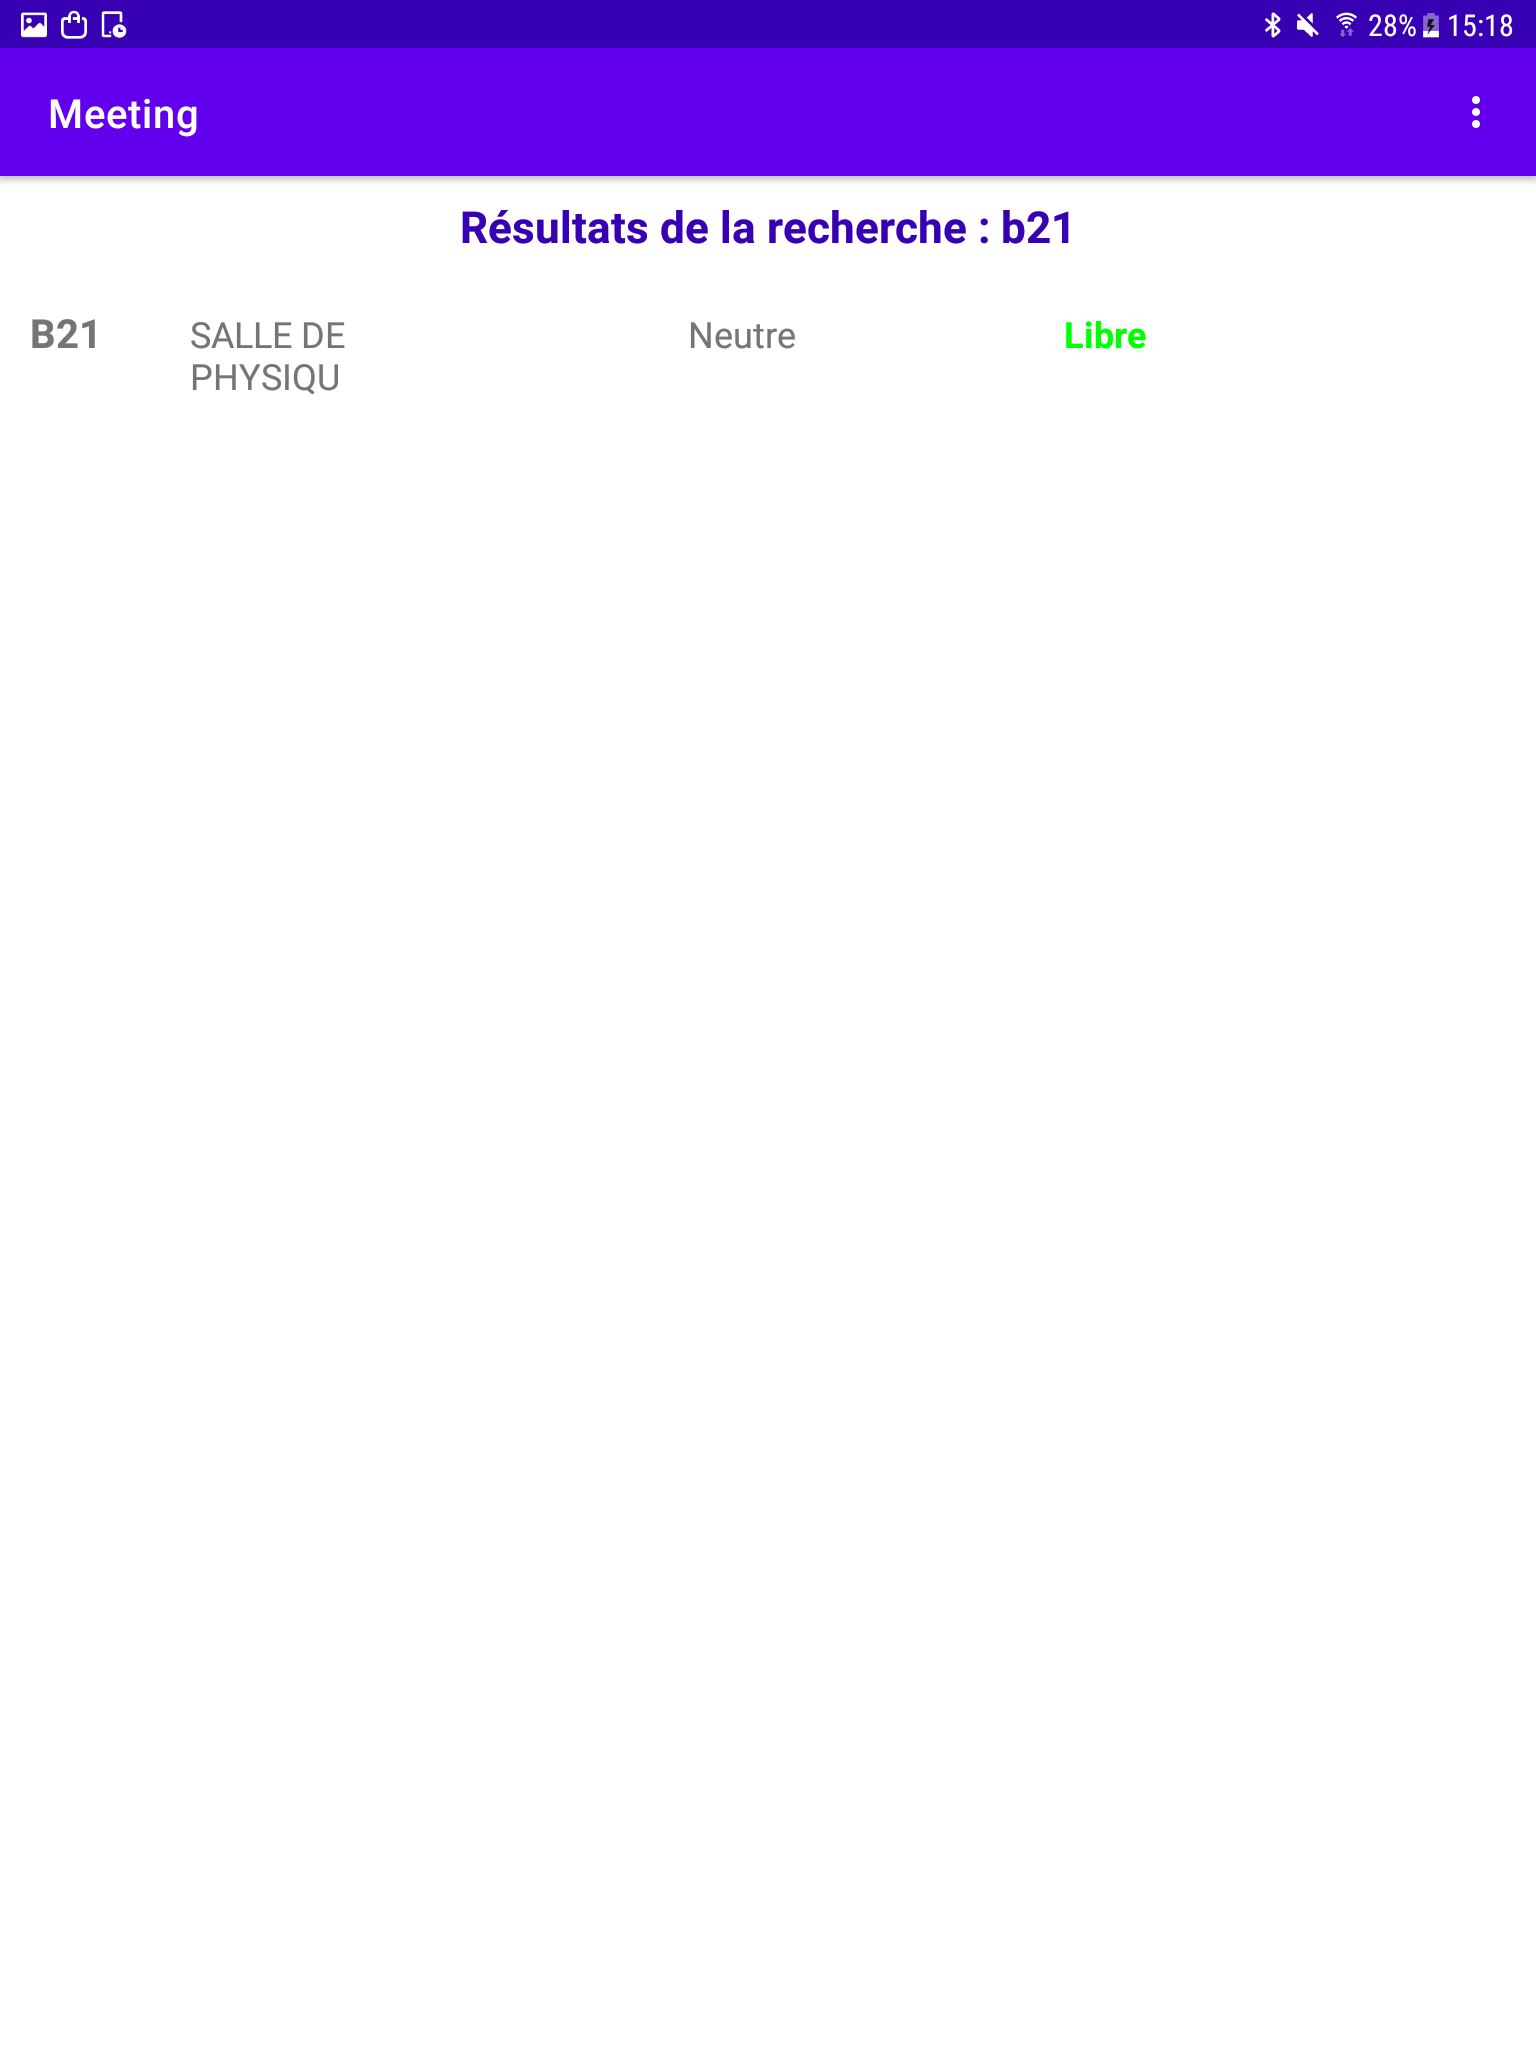 28% 15:18
Meeting
Résultats de la recherche : b21
B21 SALLE DE Neutre Libre
PHYSIQU